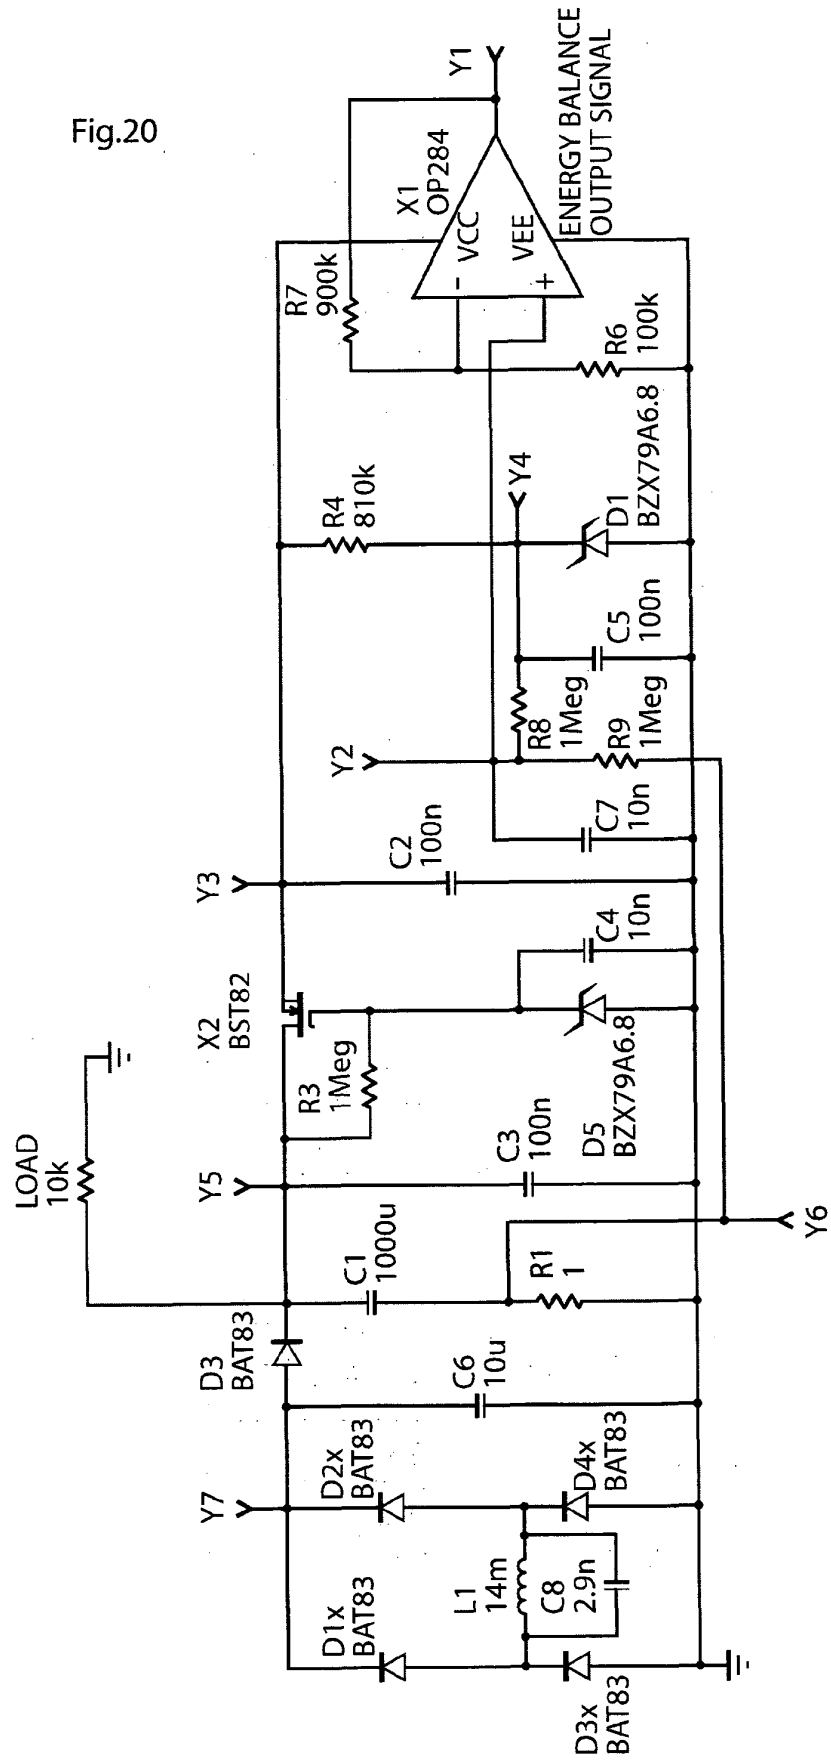 Fig.20
LOAD
10k
D1x
BAT83
Y7
D2x
BAT83
D3
BAT83
L1
14m
C8
2.9n
D3x
BAT83
D4x
BAT83
C6
10u
C1
1000u
R1
1
Y6
Y5
C3
100n
R3
1Meg
X2
BST82
D5
BZX79A6.8
C4
10n
Y3
C2
100n
Y2
C7
10n
R8
1Meg
R9
1Meg
C5
100n
R4
810k
Y4
D1
BZX79A6.8
R7
900k
R6
100k
X1
OP284
VCC
VEE
-
+
Y1
ENERGY BALANCE
OUTPUT SIGNAL